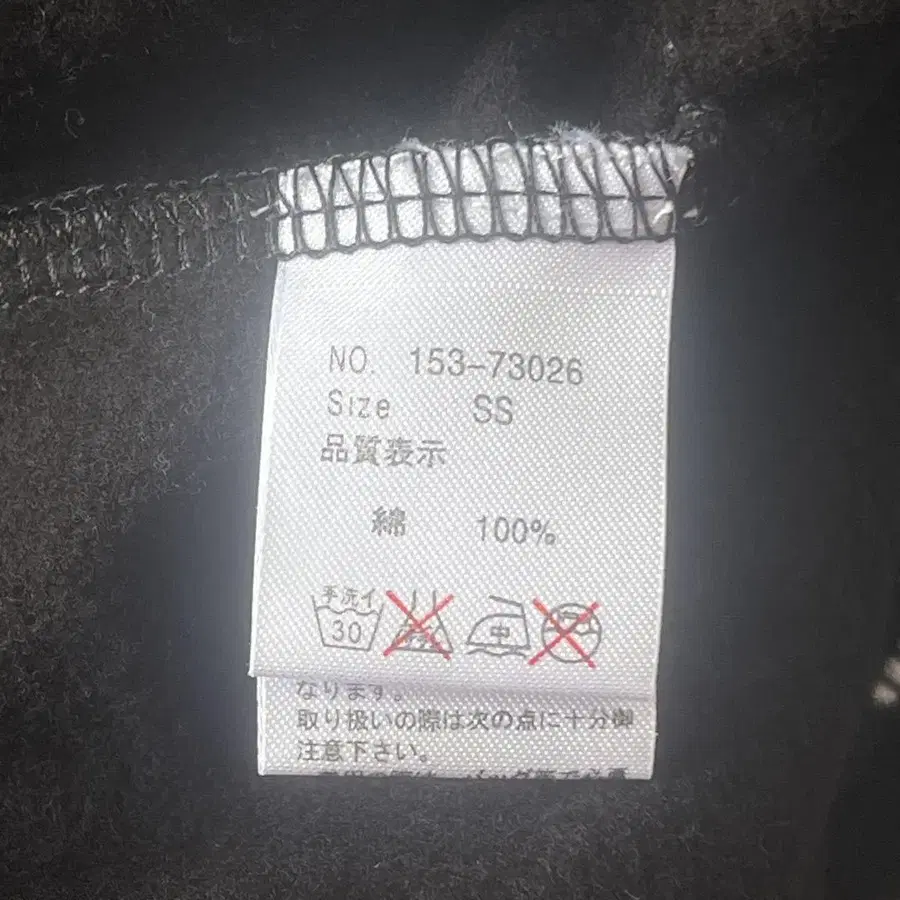 NO. 153-73026
Size SS
品質表示
綿 100%
手洗イ
30
中
なります。
取り扱いの際は次の点に十分御
注意下さい。